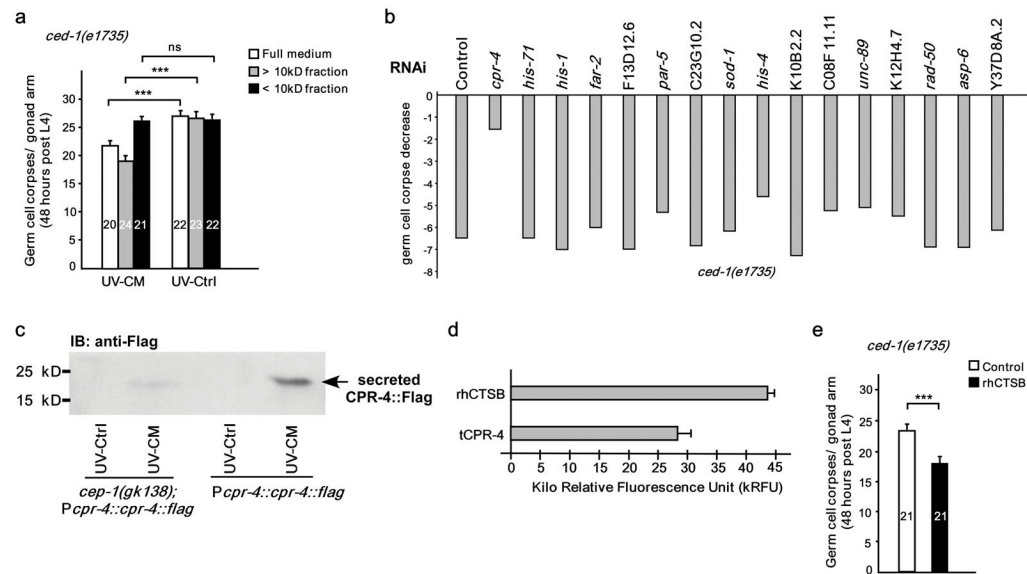 a
ced-1(e1735)
ns
***
***
Full medium
> 10kD fraction
< 10kD fraction
Germ cell corpses/ gonad arm
(48 hours post L4)
30
25
20
15
10
5
0
20
24
21
22
23
22
UV-CM
UV-Ctrl
b
RNAi
Control
cpr-4
his-71
his-1
far-2
F13D12.6
par-5
C23G10.2
sod-1
his-4
K10B2.2
C08F11.11
unc-89
K12H4.7
rad-50
asp-6
Y37D8A.2
germ cell corpse decrease
0
-1
-2
-3
-4
-5
-6
-7
-8
ced-1(e1735)
c
IB: anti-Flag
25 kD
15 kD
secreted
CPR-4::Flag
UV-Ctrl
UV-CM
UV-Ctrl
UV-CM
cep-1(gk138);
Pcpr-4::cpr-4::flag
Pcpr-4::cpr-4::flag
d
rhCTSB
tCPR-4
0 5 10 15 20 25 30 35 40 45
Kilo Relative Fluorescence Unit (kRFU)
e
ced-1(e1735)
Control
rhCTSB
***
Germ cell corpses/ gonad arm
(48 hours post L4)
30
25
20
15
10
5
0
21
21